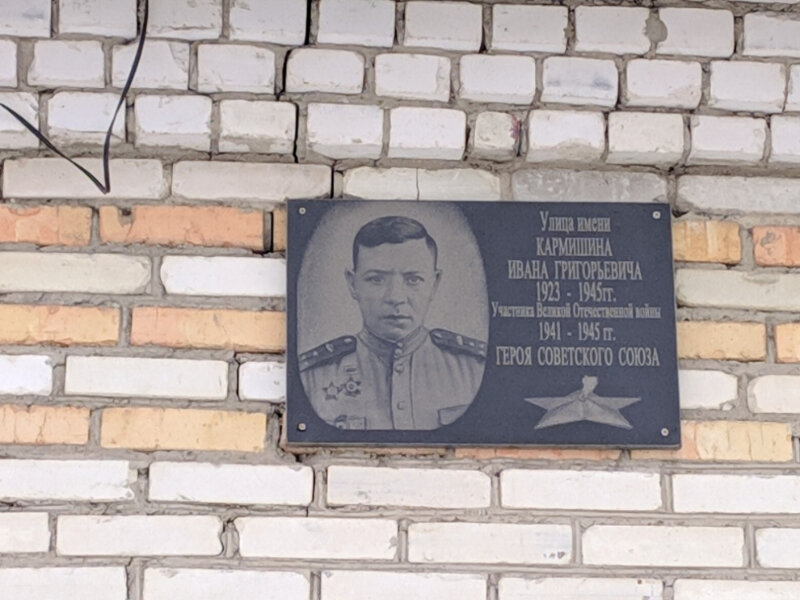 Улица имени
КАРМИШИНА
ИВАНА ГРИГОРЬЕВИЧА
1923 - 1945гг.
Участника Великой Отечественной войны
1941 - 1945 гг.
ГЕРОЯ СОВЕТСКОГО СОЮЗА